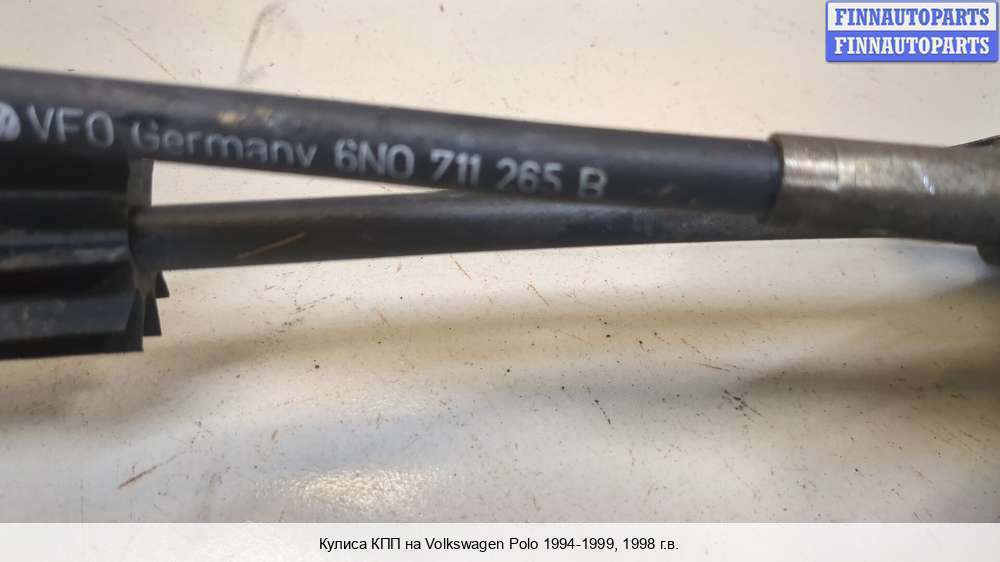 FINNAUTOPARTS
FINNAUTOPARTS
VFO Germany 6N0 711 265 B
Кулиса КПП на Volkswagen Polo 1994-1999, 1998 г.в.